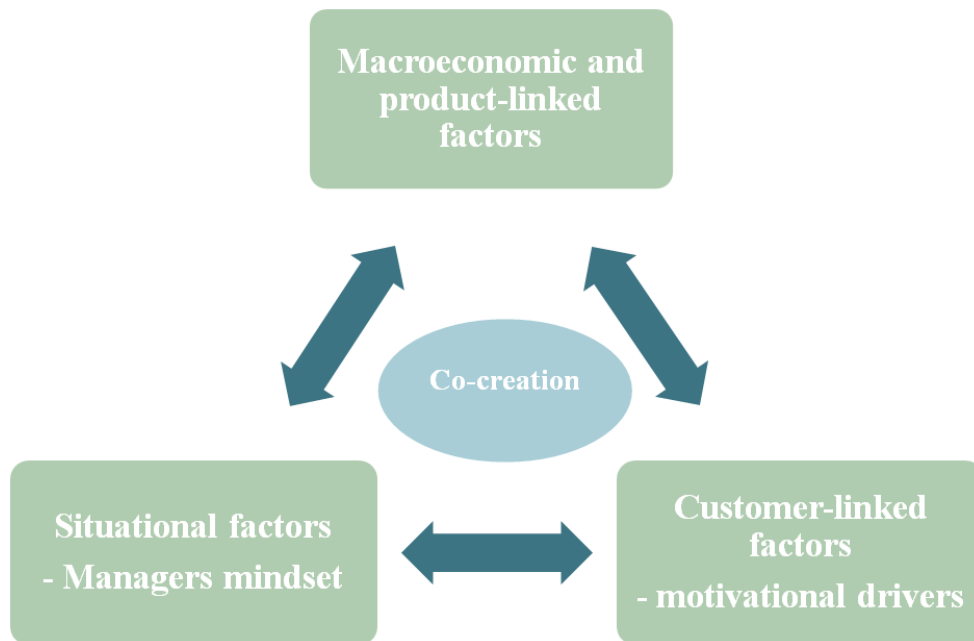 Macroeconomic and
product-linked
factors
Co-creation
Situational factors
- Managers mindset
Customer-linked
factors
- motivational drivers